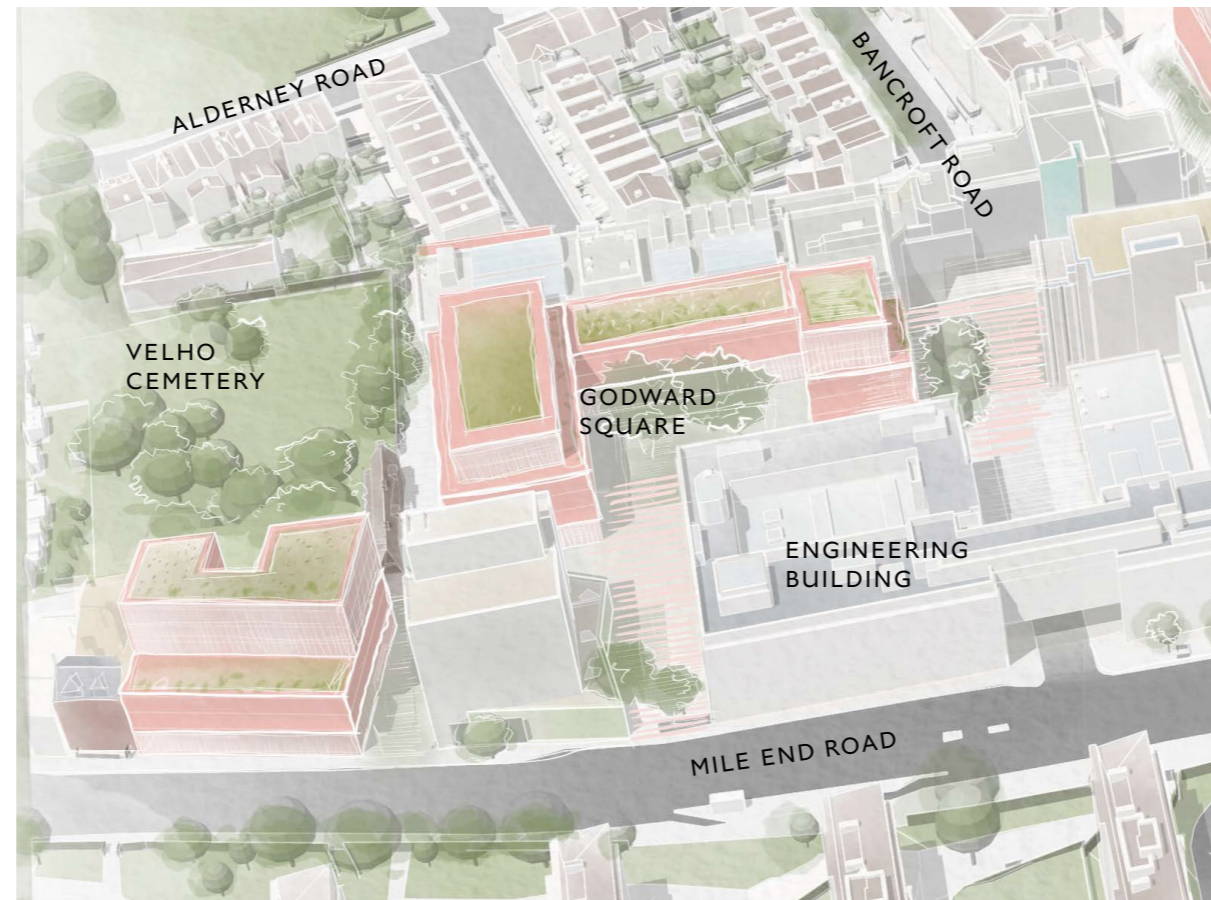 ALDERNEY ROAD
BANCROFT ROAD
VELHO
CEMETERY
GODWARD
SQUARE
ENGINEERING
BUILDING
MILE END ROAD